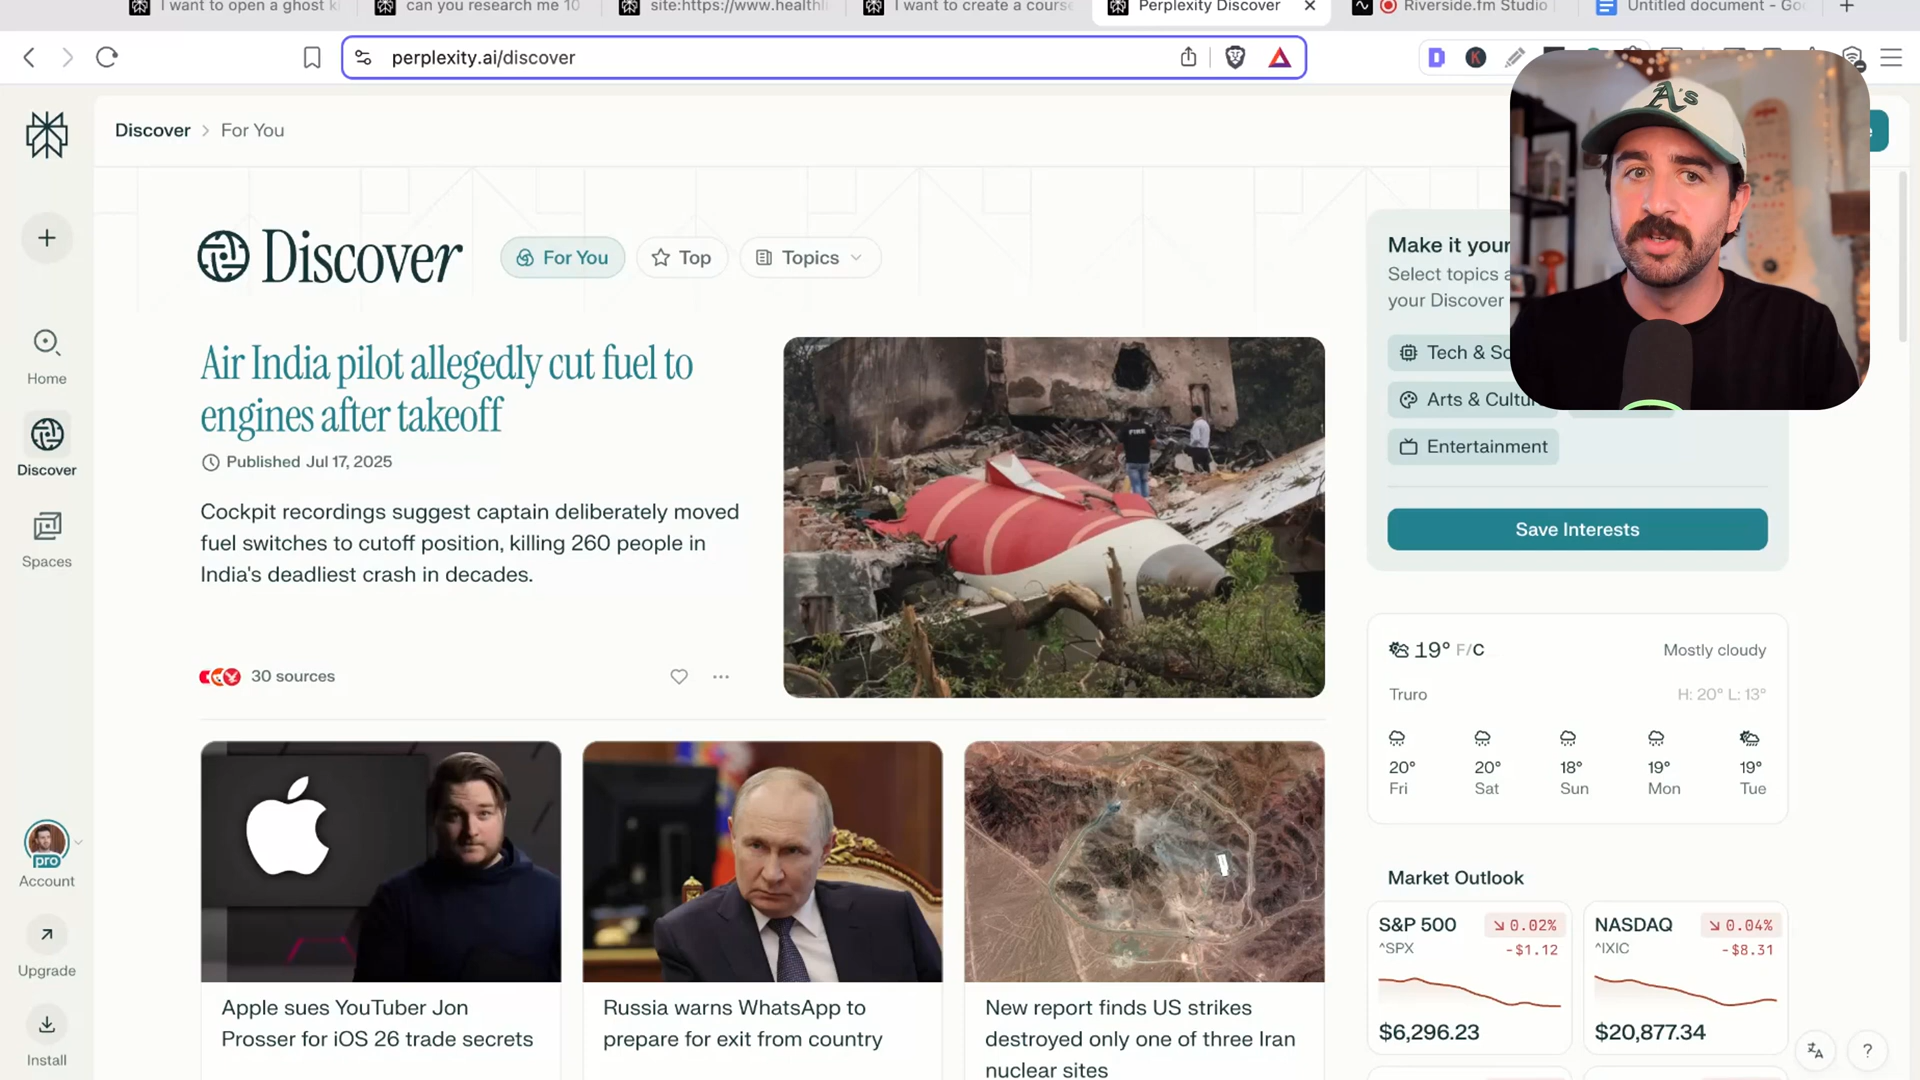 I want to open a ghost k
can you research me 10
site:https://www.healthli
I want to create a course
Perplexity Discover
Riverside.fm Studio
Untitled document - Goo
perplexity.ai/discover
Discover > For You
Discover
For You
Top
Topics
Home
Discover
Spaces
Account
pro
Upgrade
Install
Air India pilot allegedly cut fuel to
engines after takeoff
Published Jul 17, 2025
Cockpit recordings suggest captain deliberately moved
fuel switches to cutoff position, killing 260 people in
India's deadliest crash in decades.
30 sources
FIRE
Apple sues YouTuber Jon
Prosser for iOS 26 trade secrets
Russia warns WhatsApp to
prepare for exit from country
New report finds US strikes
destroyed only one of three Iran
nuclear sites
A's
Make it your
Select topics a
your Discover
Tech & Sc
Arts & Cultur
Entertainment
Save Interests
19° F/C
Mostly cloudy
Truro
H: 20° L: 13°
20° 20° 18° 19° 19°
Fri Sat Sun Mon Tue
Market Outlook
S&P 500 0.02%
^SPX -$1.12
$6,296.23
NASDAQ 0.04%
^IXIC -$8.31
$20,877.34
?